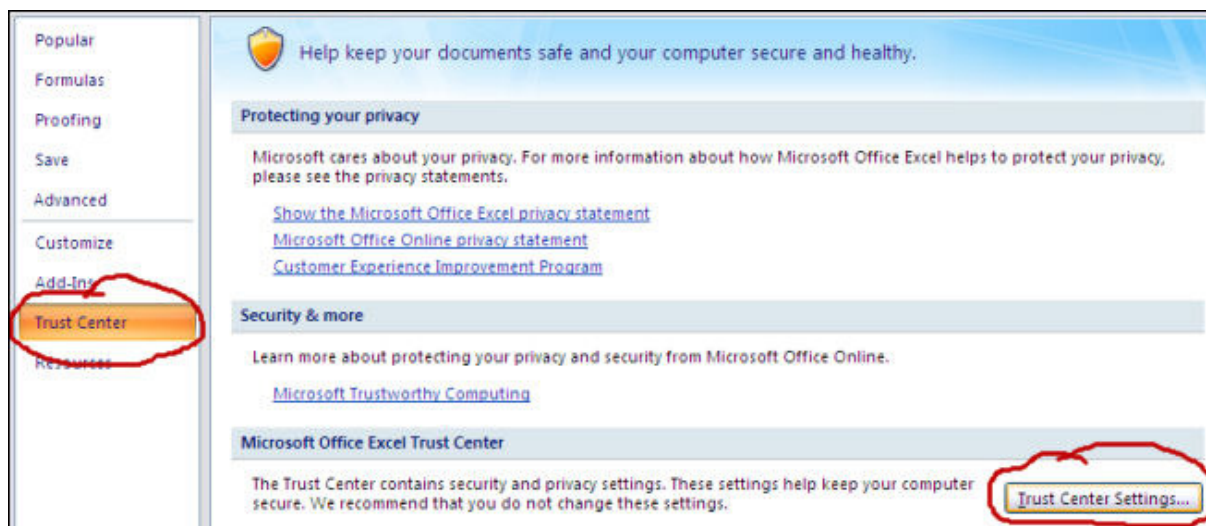 Popular
Formulas
Proofing
Save
Advanced
Customize
Add-Ins
Trust Center
Resources
Help keep your documents safe and your computer secure and healthy.
Protecting your privacy
Microsoft cares about your privacy. For more information about how Microsoft Office Excel helps to protect your privacy,
please see the privacy statements.
Show the Microsoft Office Excel privacy statement
Microsoft Office Online privacy statement
Customer Experience Improvement Program
Security & more
Learn more about protecting your privacy and security from Microsoft Office Online.
Microsoft Trustworthy Computing
Microsoft Office Excel Trust Center
The Trust Center contains security and privacy settings. These settings help keep your computer
secure. We recommend that you do not change these settings.
Trust Center Settings...